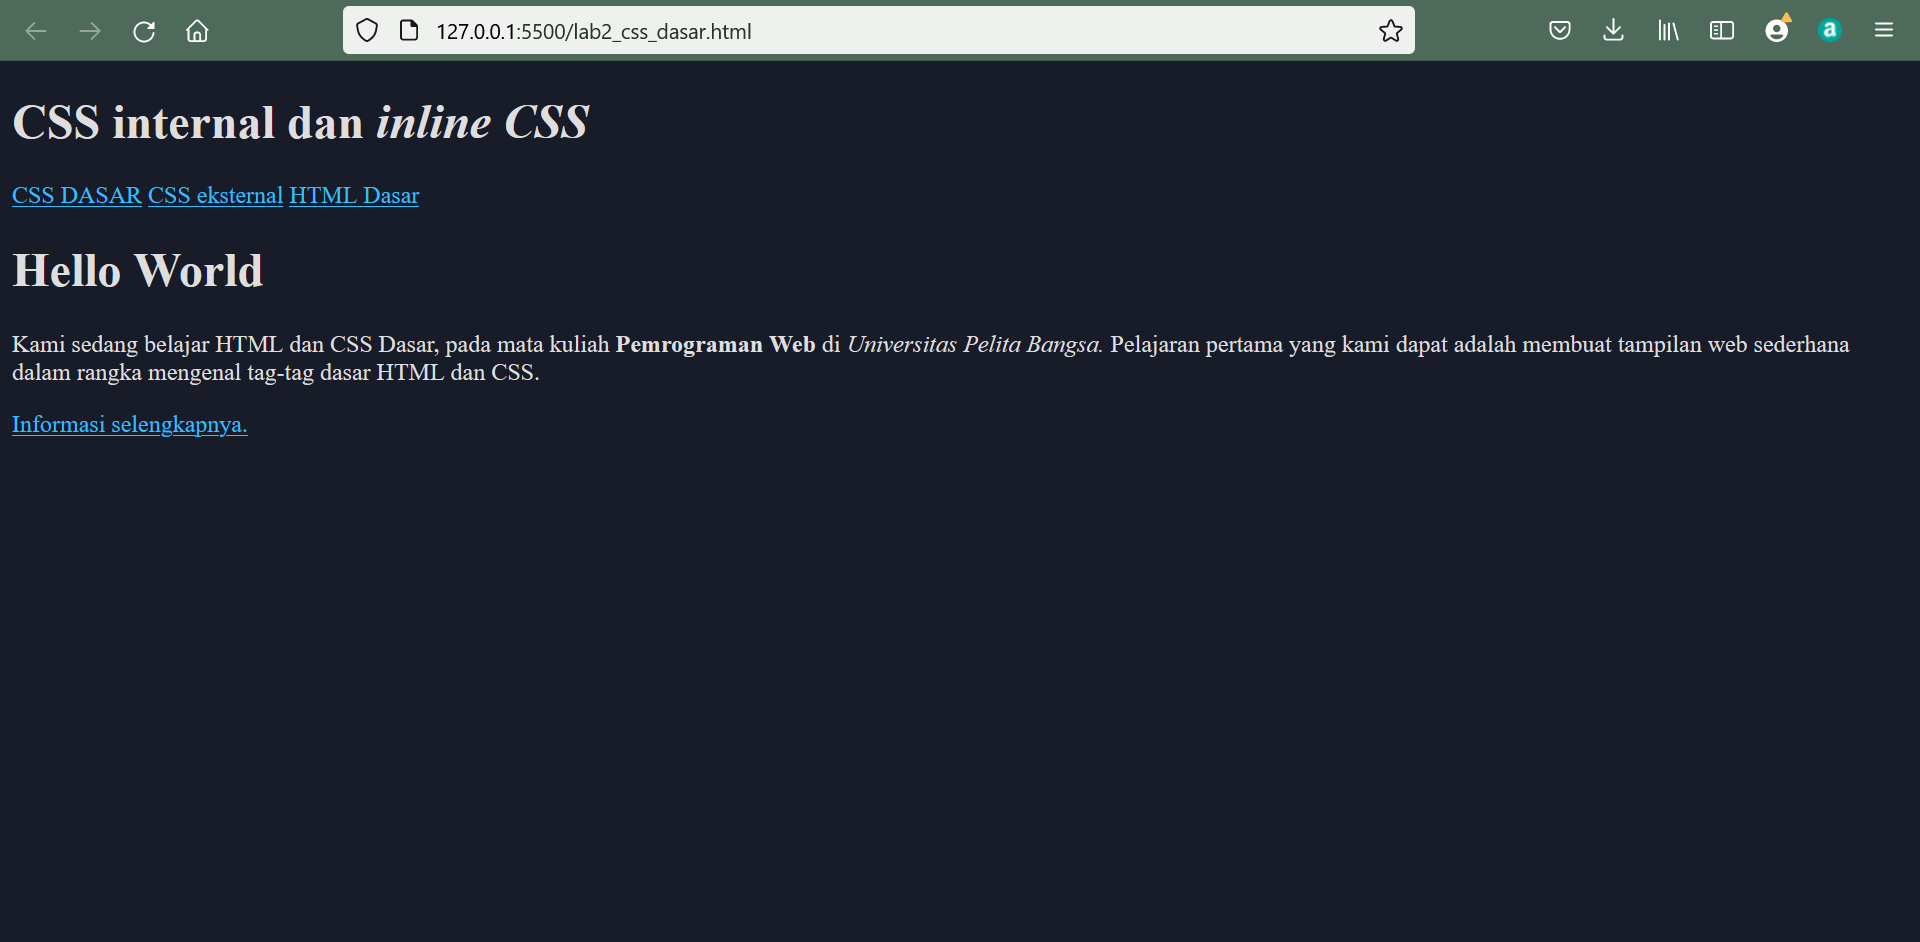 127.0.0.1:5500/lab2_css_dasar.html
a
CSS internal dan inline CSS
CSS DASAR CSS eksternal HTML Dasar
Hello World
Kami sedang belajar HTML dan CSS Dasar, pada mata kuliah Pemrograman Web di Universitas Pelita Bangsa. Pelajaran pertama yang kami dapat adalah membuat tampilan web sederhana
dalam rangka mengenal tag-tag dasar HTML dan CSS.
Informasi selengkapnya.